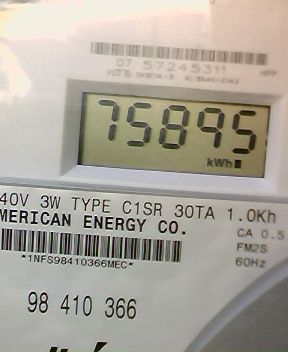 07 57245311
75895
kWh
40V 3W TYPE C1SR 30TA 1.0Kh
MERICAN ENERGY CO.
CA 0.5
FM2S
60Hz
*1NFS98410366MEC*
98 410 366